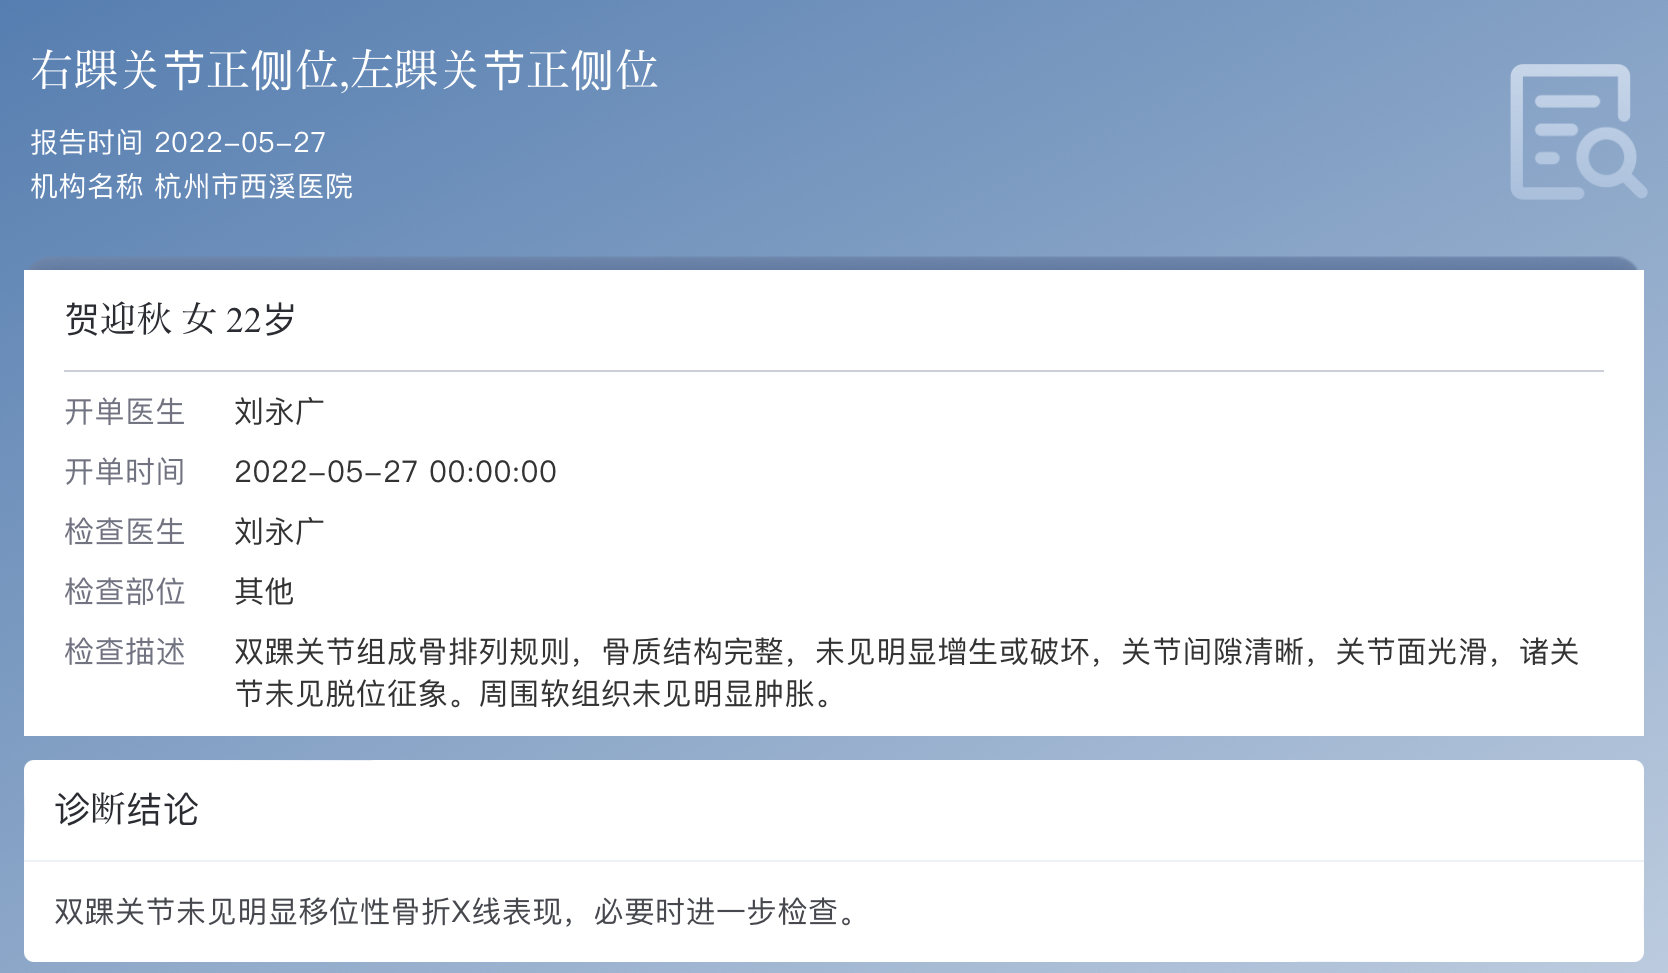 右踝关节正侧位,左踝关节正侧位
报告时间 2022-05-27
机构名称 杭州市西溪医院
贺迎秋 女 22岁
开单医生 刘永广
开单时间 2022-05-27 00:00:00
检查医生 刘永广
检查部位 其他
检查描述 双踝关节组成骨排列规则，骨质结构完整，未见明显增生或破坏，关节间隙清晰，关节面光滑，诸关
节未见脱位征象。周围软组织未见明显肿胀。
诊断结论
双踝关节未见明显移位性骨折X线表现，必要时进一步检查。